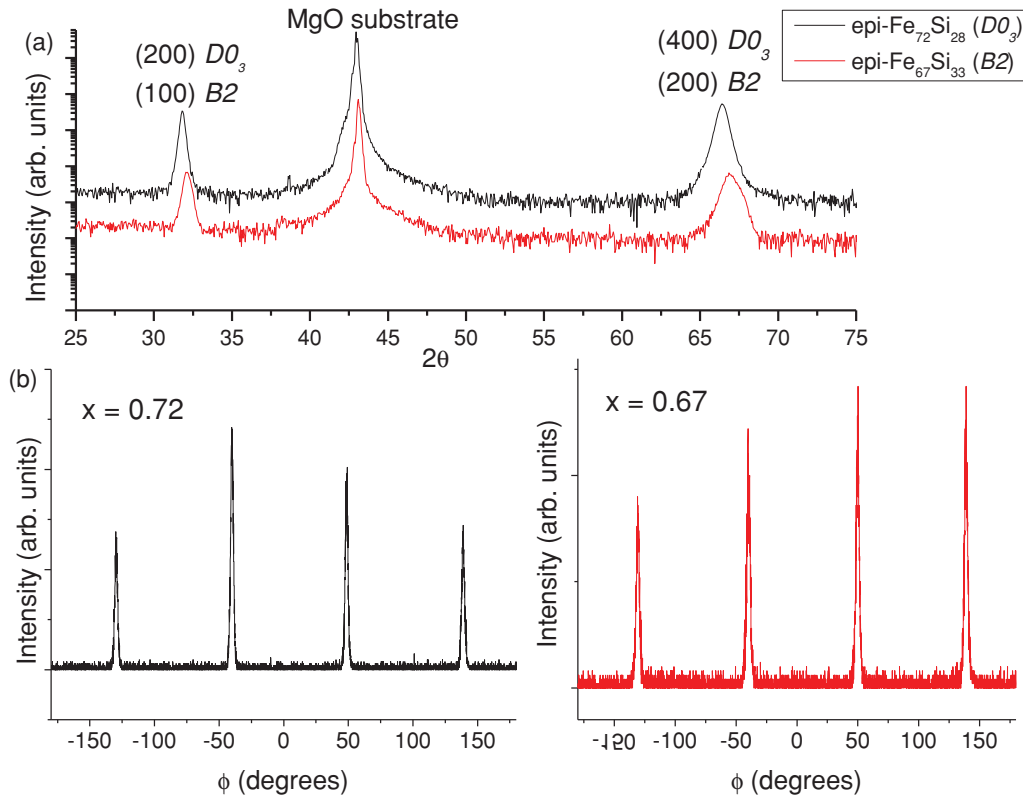 MgO substrate
(a)
(200) D0₃
(100) B2
(400) D0₃
(200) B2
epi-Fe₇₂Si₂₈ (D0₃)
epi-Fe₆₇Si₃₃ (B2)
Intensity (arb. units)
25 30 35 40 45 50 55 60 65 70 75
2θ
(b)
x = 0.72
Intensity (arb. units)
-150 -100 -50 0 50 100 150
ϕ (degrees)
x = 0.67
Intensity (arb. units)
-150 -100 -50 0 50 100 150
ϕ (degrees)